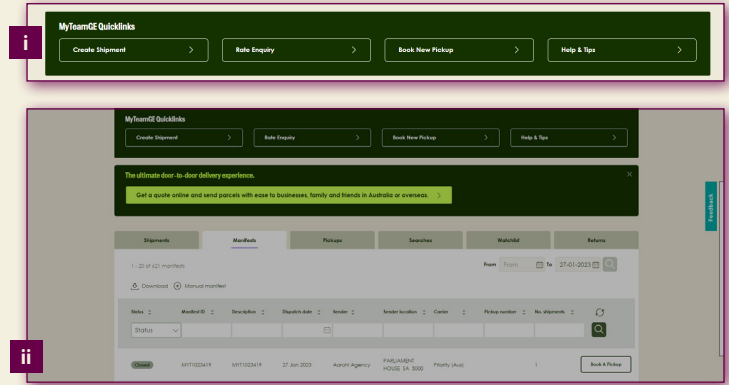 i
MyTeamGE Quicklinks
Create Shipment
Rate Enquiry
Book New Pickup
Help & Tips
ii
MyTeamGE Quicklinks
Create Shipment
Rate Enquiry
Book New Pickup
Help & Tips
The ultimate door-to-door delivery experience.
Get a quote online and send parcels with ease to businesses, family and friends in Australia or overseas.
Feedback
Shipments
Manifests
Pickups
Searches
Watchlist
Returns
1 - 20 of 421 manifests
From
From
To
27-01-2023
Download
Manual manifest
Status
Manifest ID
Description
Dispatch date
Sender
Sender location
Carrier
Pickup number
No. shipments
Status
Closed
MYT1023419
MYT1023419
27 Jan 2023
Aaront Agency
PARLIAMENT
HOUSE SA 5000
Priority (Aus)
1
Book A Pickup